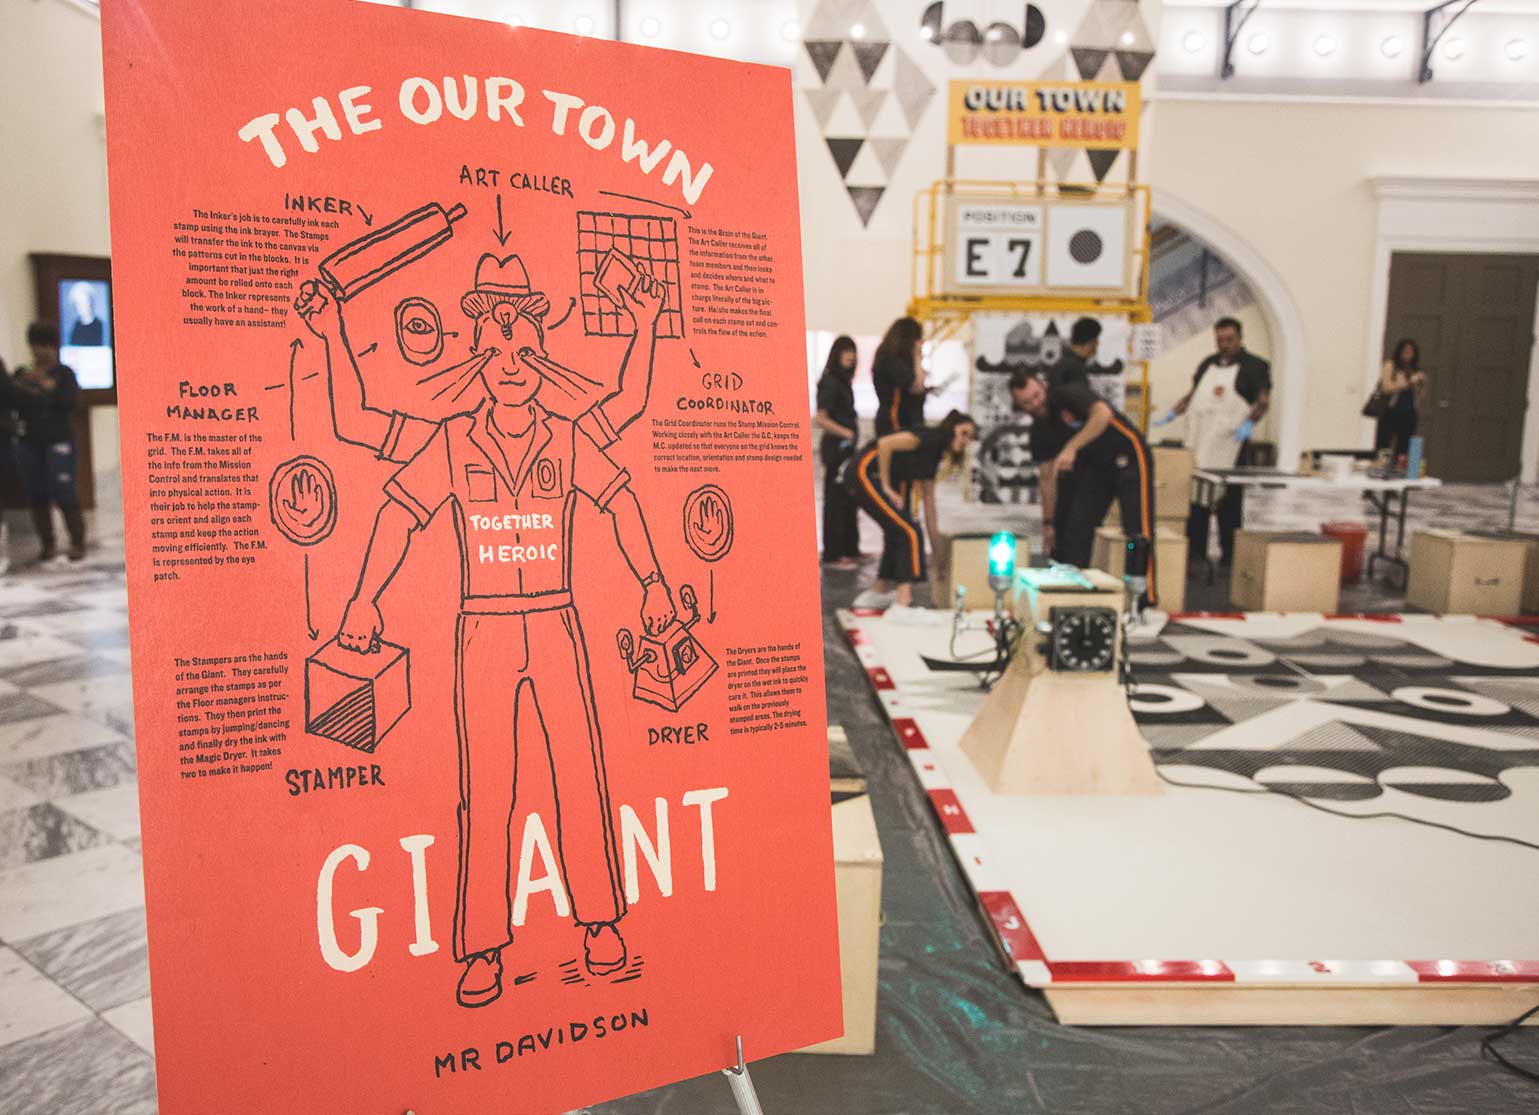 THE OUR TOWN
ART CALLER
INKER
The Inker's job is to carefully ink each
stamp using the ink brayer. The Stamps
will transfer the ink to the canvas via
the patterns cut in the blocks. It is
important that just the right
amount be rolled onto each
block. The Inker represents
the work of a hand– they
usually have an assistant!
This is the Brain of the Giant.
The Art Caller receives all of
the information from the other
team members and then looks
and decides where and what to
stamp. The Art Caller is in
charge literally of the big pic-
ture. He/she makes the final
call on each stamp set and con-
trols the flow of the action.
FLOOR
MANAGER
The F.M. is the master of the
grid. The F.M. takes all of
the info from the Mission
Control and translates that
into physical action. It is
their job to help the stamp-
ers orient and align each
stamp and keep the action
moving efficiently. The F.M.
is represented by the eye
patch.
GRID
COORDINATOR
The Grid Coordinator runs the Stamp Mission Control.
Working closely with the Art Caller the G.C. keeps the
M.C. updated so that everyone on the grid knows the
correct location, orientation and stamp design needed
to make the next move.
TOGETHER
HEROIC
The Stampers are the hands
of the Giant. They carefully
arrange the stamps as per
the Floor managers instruc-
tions. They then print the
stamps by jumping/dancing
and finally dry the ink with
the Magic Dryer. It takes
two to make it happen!
STAMPER
The Dryers are the hands of
the Giant. Once the stamps
are printed they will place the
dryer on the wet ink to quickly
cure it. This allows them to
walk on the previously
stamped areas. The drying
time is typically 2-5 minutes.
DRYER
GIANT
MR DAVIDSON
OUR TOWN
TOGETHER HEROIC
POSITION
E 7